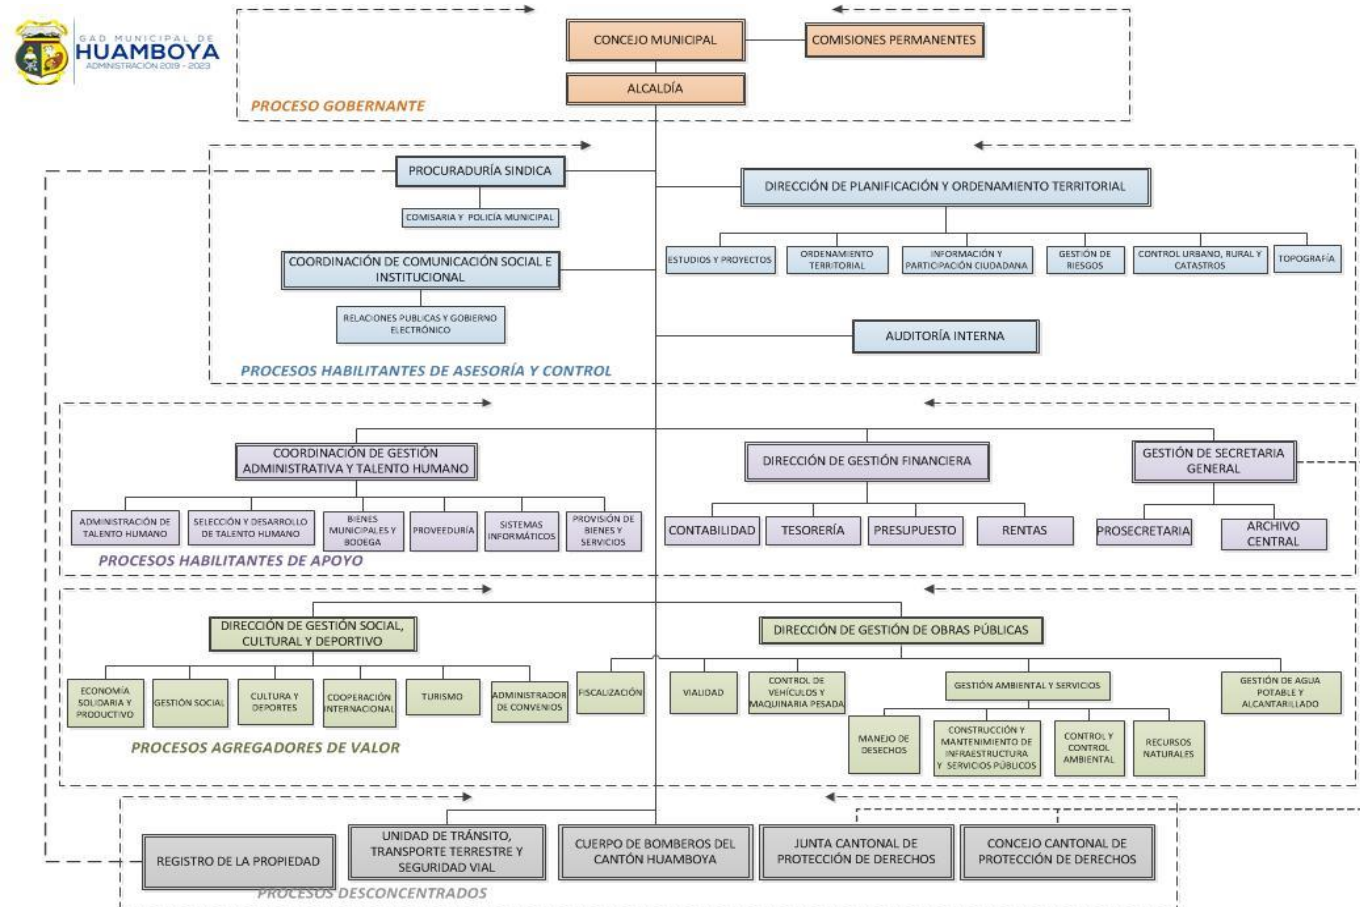 GAD MUNICIPAL DE
HUAMBOYA
ADMINISTRACIÓN 2019 - 2023
CONCEJO MUNICIPAL
COMISIONES PERMANENTES
ALCALDÍA
PROCESO GOBERNANTE
PROCURADURÍA SINDICA
DIRECCIÓN DE PLANIFICACIÓN Y ORDENAMIENTO TERRITORIAL
COMISARIA Y POLICÍA MUNICIPAL
ESTUDIOS Y PROYECTOS
ORDENAMIENTO
TERRITORIAL
INFORMACIÓN Y
PARTICIPACIÓN CIUDADANA
GESTIÓN DE
RIESGOS
CONTROL URBANO, RURAL Y
CATASTROS
TOPOGRAFÍA
COORDINACIÓN DE COMUNICACIÓN SOCIAL E
INSTITUCIONAL
RELACIONES PUBLICAS Y GOBIERNO
ELECTRÓNICO
AUDITORÍA INTERNA
PROCESOS HABILITANTES DE ASESORÍA Y CONTROL
COORDINACIÓN DE GESTIÓN
ADMINISTRATIVA Y TALENTO HUMANO
DIRECCIÓN DE GESTIÓN FINANCIERA
GESTIÓN DE SECRETARIA
GENERAL
ADMINISTRACIÓN DE
TALENTO HUMANO
SELECCIÓN Y DESARROLLO
DE TALENTO HUMANO
BIENES
MUNICIPALES Y
BODEGA
PROVEEDURÍA
SISTEMAS
INFORMÁTICOS
PROVISIÓN DE
BIENES Y
SERVICIOS
CONTABILIDAD
TESORERÍA
PRESUPUESTO
RENTAS
PROSECRETARIA
ARCHIVO
CENTRAL
PROCESOS HABILITANTES DE APOYO
DIRECCIÓN DE GESTIÓN SOCIAL,
CULTURAL Y DEPORTIVO
DIRECCIÓN DE GESTIÓN DE OBRAS PÚBLICAS
ECONOMÍA
SOLIDARIA Y
PRODUCTIVO
GESTIÓN SOCIAL
CULTURA Y
DEPORTES
COOPERACIÓN
INTERNACIONAL
TURISMO
ADMINISTRADOR
DE CONVENIOS
FISCALIZACIÓN
VIALIDAD
CONTROL DE
VEHÍCULOS Y
MAQUINARIA PESADA
GESTIÓN AMBIENTAL Y SERVICIOS
GESTIÓN DE AGUA
POTABLE Y
ALCANTARILLADO
MANEJO DE
DESECHOS
CONSTRUCCIÓN Y
MANTENIMIENTO DE
INFRAESTRUCTURA
Y SERVICIOS PÚBLICOS
CONTROL Y
CONTROL
AMBIENTAL
RECURSOS
NATURALES
PROCESOS AGREGADORES DE VALOR
REGISTRO DE LA PROPIEDAD
UNIDAD DE TRÁNSITO,
TRANSPORTE TERRESTRE Y
SEGURIDAD VIAL
CUERPO DE BOMBEROS DEL
CANTÓN HUAMBOYA
JUNTA CANTONAL DE
PROTECCIÓN DE DERECHOS
CONCEJO CANTONAL DE
PROTECCIÓN DE DERECHOS
PROCESOS DESCONCENTRADOS